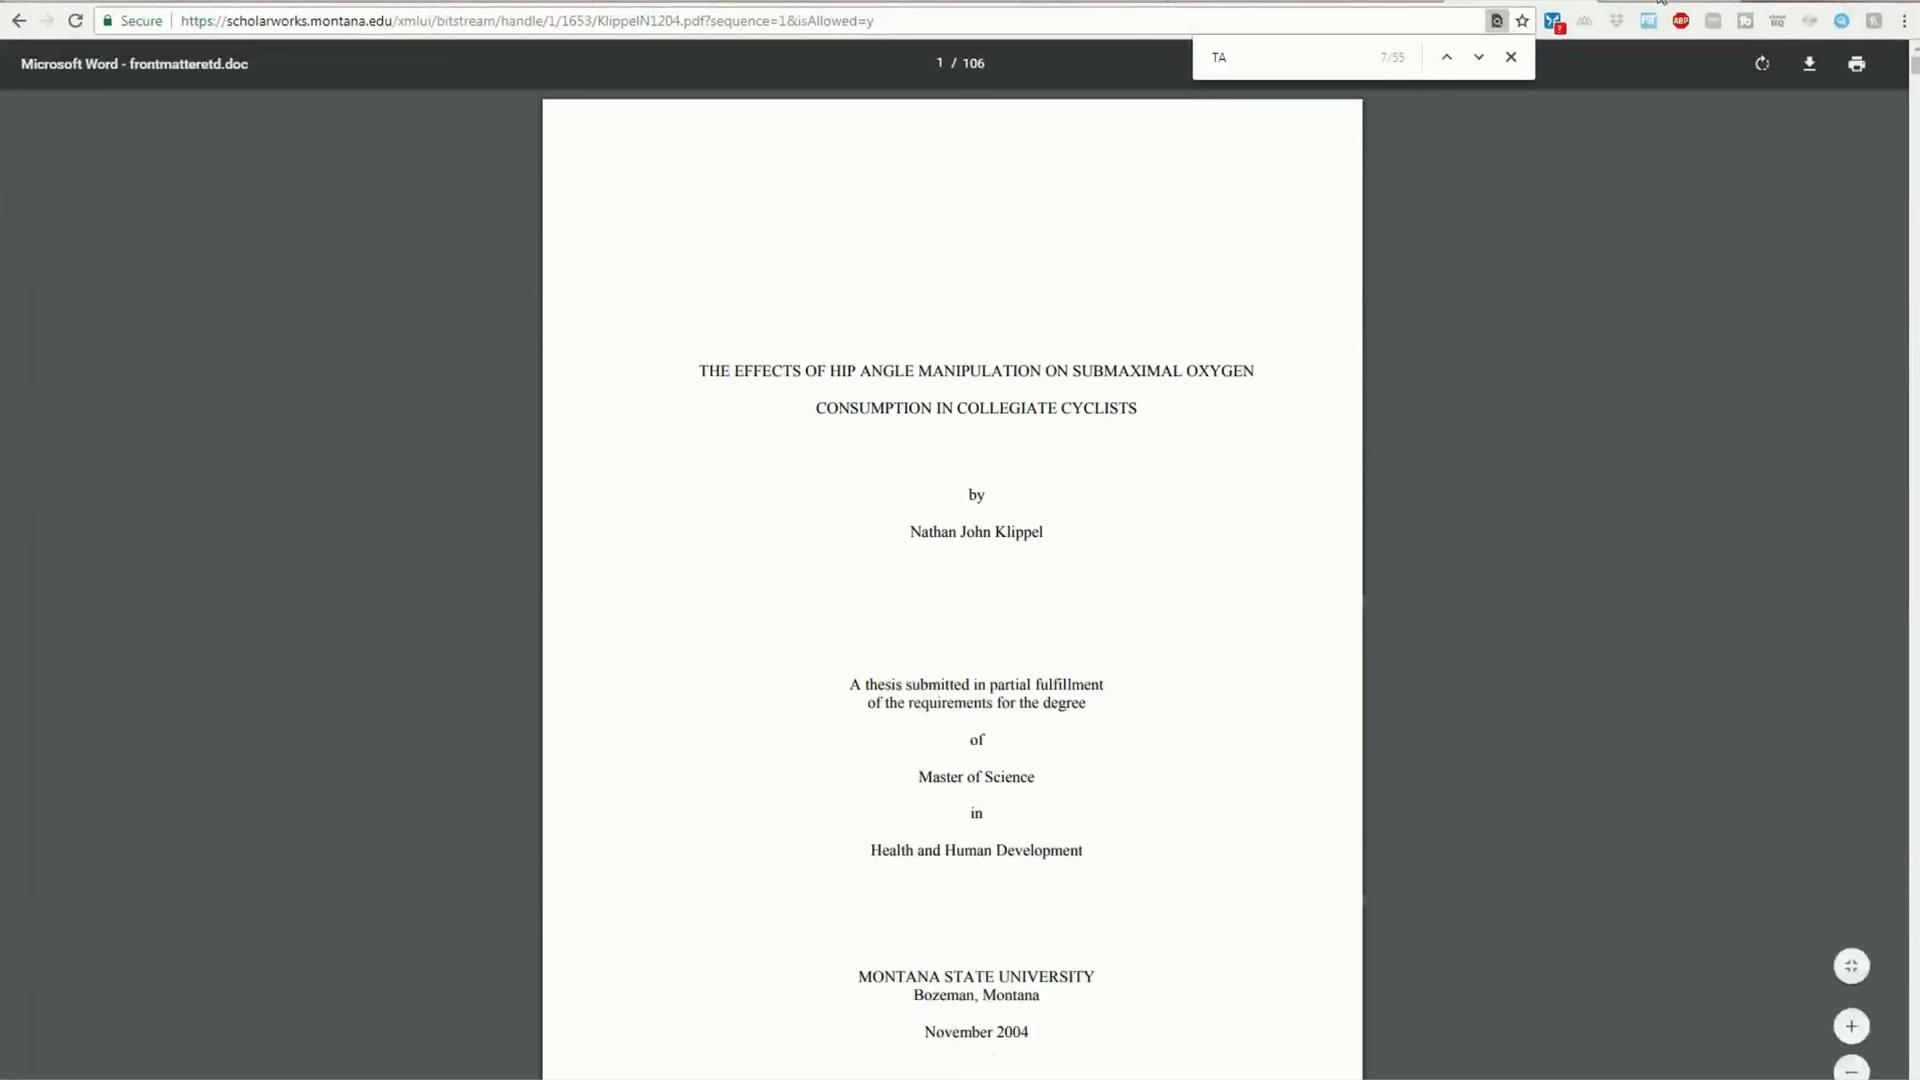 Secure
https://scholarworks.montana.edu/xmlui/bitstream/handle/1/1653/KlippelN1204.pdf?sequence=1&isAllowed=y
TA 7/55
Microsoft Word - frontmatteretd.doc
1 / 106
THE EFFECTS OF HIP ANGLE MANIPULATION ON SUBMAXIMAL OXYGEN
CONSUMPTION IN COLLEGIATE CYCLISTS
by
Nathan John Klippel
A thesis submitted in partial fulfillment
of the requirements for the degree
of
Master of Science
in
Health and Human Development
MONTANA STATE UNIVERSITY
Bozeman, Montana
November 2004